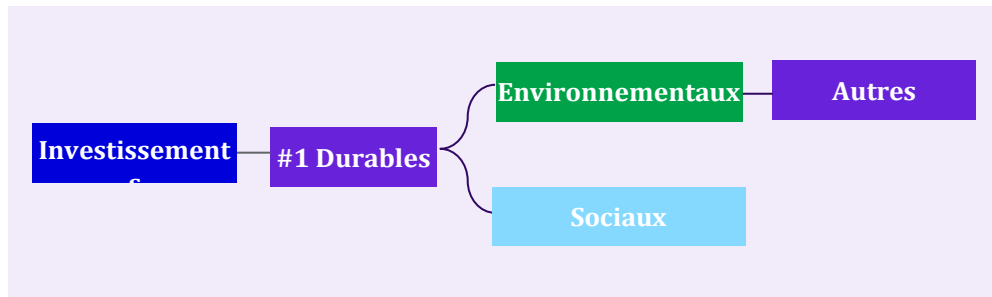 Investissement
s
#1 Durables
Environnementaux
Autres
Sociaux